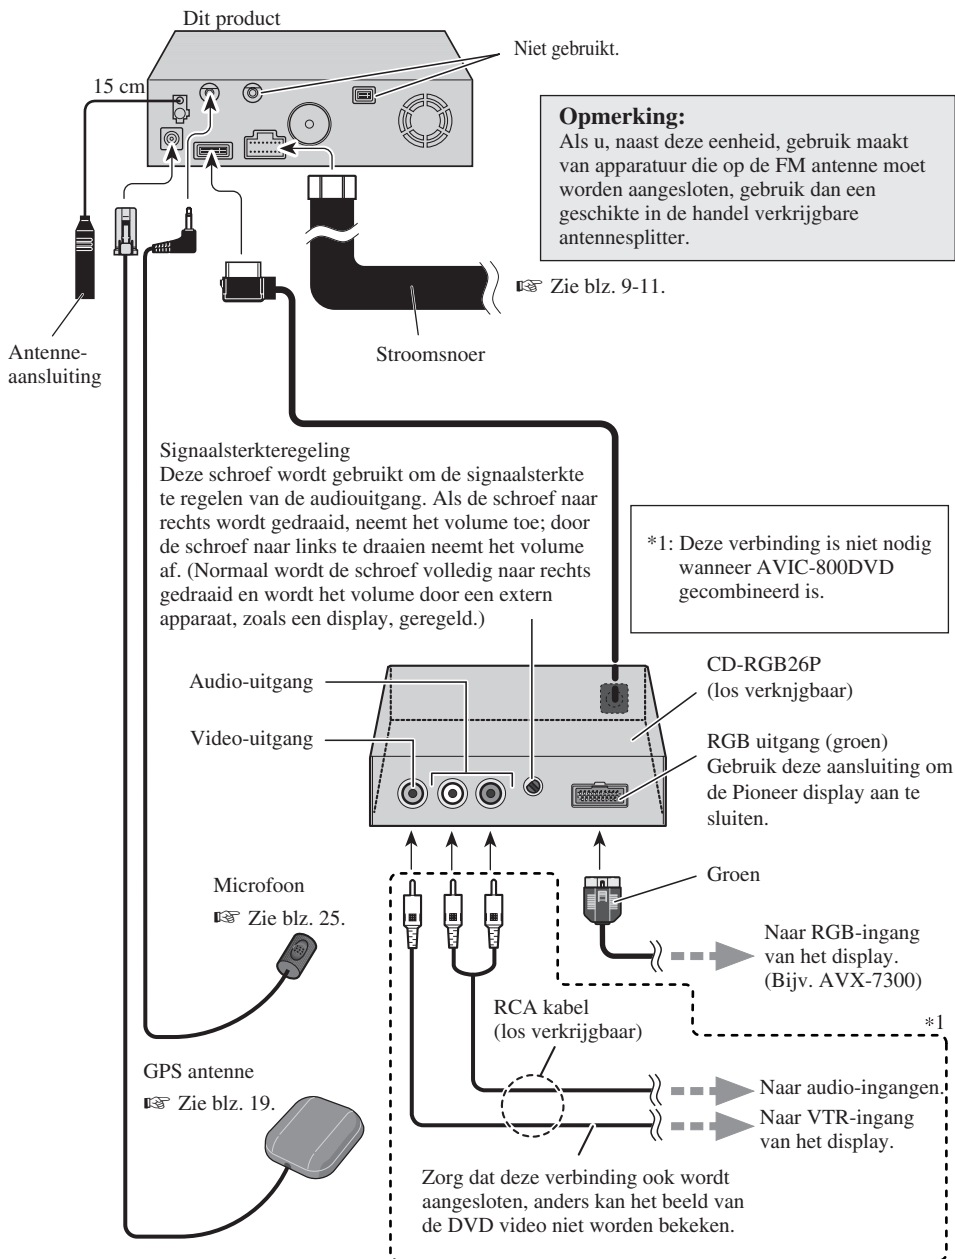 Dit product
Niet gebruikt.
15 cm
Opmerking:
Als u, naast deze eenheid, gebruik maakt
van apparatuur die op de FM antenne moet
worden aangesloten, gebruik dan een
geschikte in de handel verkrijgbare
antennesplitter.
☞ Zie blz. 9-11.
Antenne-
aansluiting
Stroomsnoer
Signaalsterkteregeling
Deze schroef wordt gebruikt om de signaalsterkte
te regelen van de audiouitgang. Als de schroef naar
rechts wordt gedraaid, neemt het volume toe; door
de schroef naar links te draaien neemt het volume
af. (Normaal wordt de schroef volledig naar rechts
gedraaid en wordt het volume door een extern
apparaat, zoals een display, geregeld.)
*1: Deze verbinding is niet nodig
wanneer AVIC-800DVD
gecombineerd is.
Audio-uitgang
Video-uitgang
CD-RGB26P
(los verknjgbaar)
RGB uitgang (groen)
Gebruik deze aansluiting om
de Pioneer display aan te
sluiten.
Groen
Microfoon
☞ Zie blz. 25.
Naar RGB-ingang
van het display.
(Bijv. AVX-7300)
RCA kabel
(los verkrijgbaar)
*1
GPS antenne
☞ Zie blz. 19.
Naar audio-ingangen.
Naar VTR-ingang
van het display.
Zorg dat deze verbinding ook wordt
aangesloten, anders kan het beeld van
de DVD video niet worden bekeken.